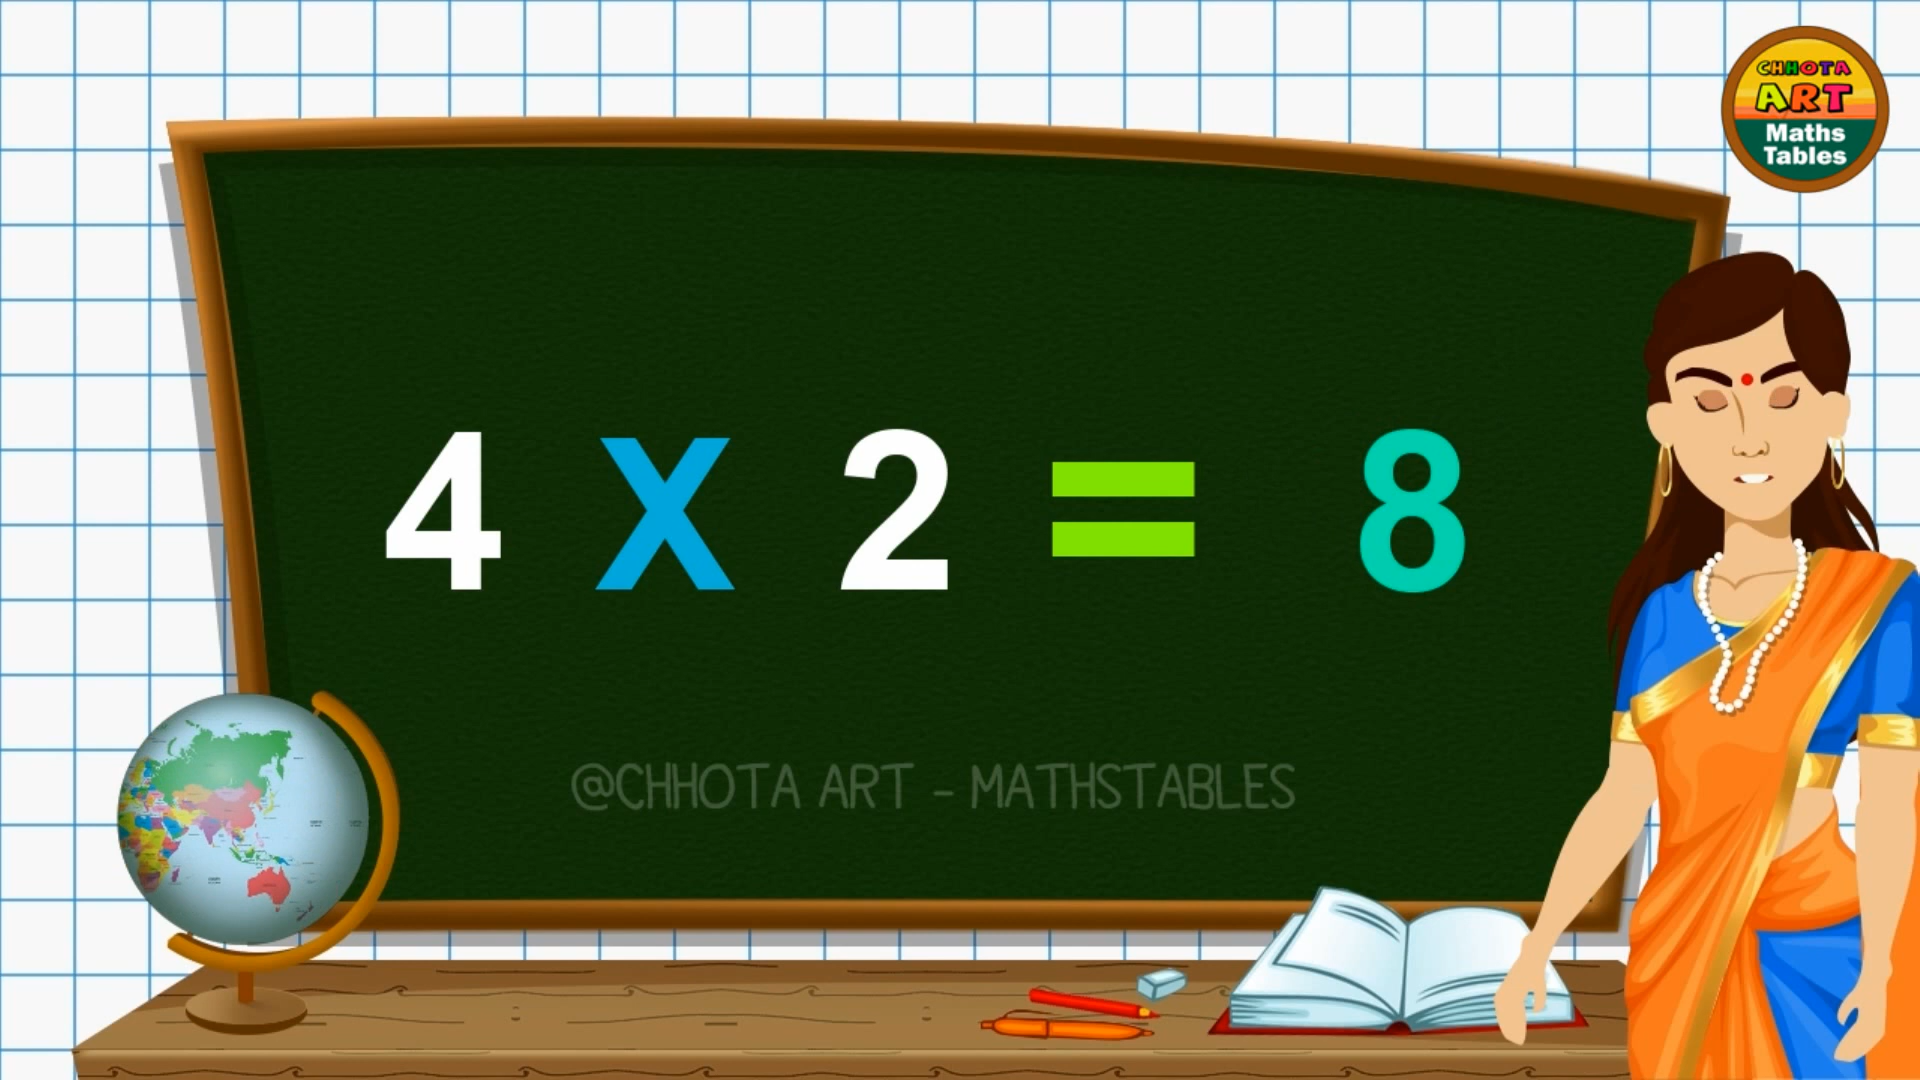 CHHOTA
ART
Maths
Tables
4 X 2 = 8
@CHHOTA ART - MATHSTABLES